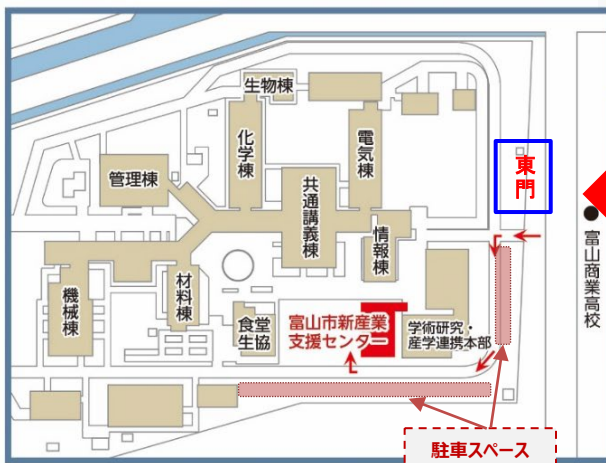 生物棟
化学棟
電気棟
東
門
管理棟
共通講義棟
情報棟
富山商業高校
機械棟
材料棟
食堂
生協
富山市新産業
支援センター
学術研究・
産学連携本部
駐車スペース